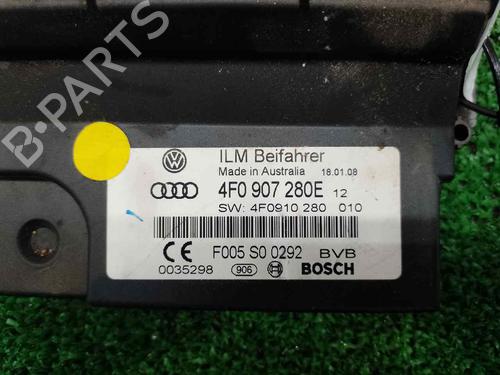 B-PARTS
ILM Beifahrer
Made in Australia 18.01.08
4F0 907 280E 12
SW: 4F0910 280 010
CE F005 S0 0292 BVB
0035298 906 BOSCH